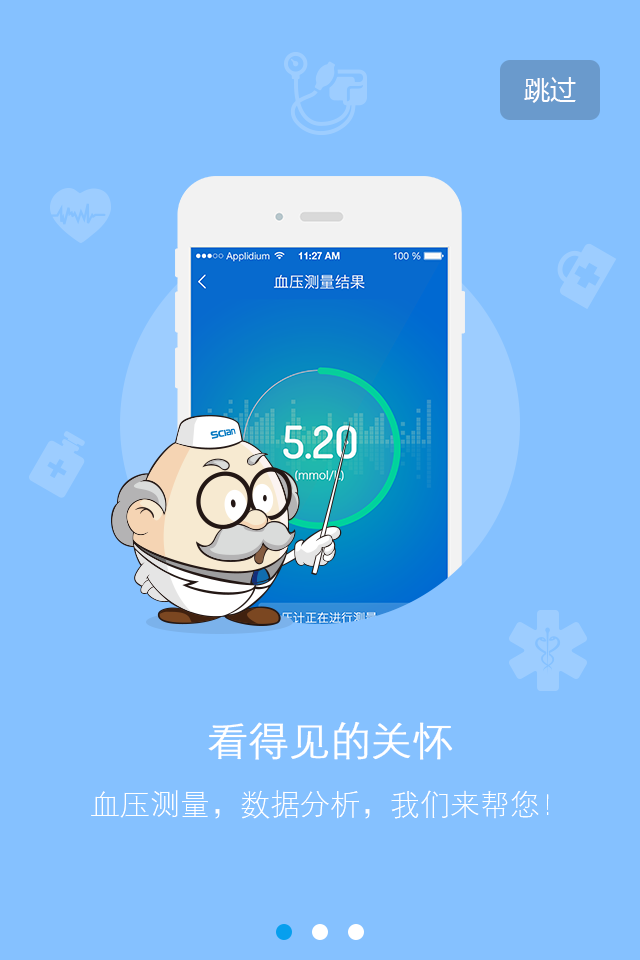 跳过
Applidium 11:27 AM 100 %
血压测量结果
5.20
(mmol/L)
scian
压计正在进行测量
看得见的关怀
血压测量，数据分析，我们来帮您！